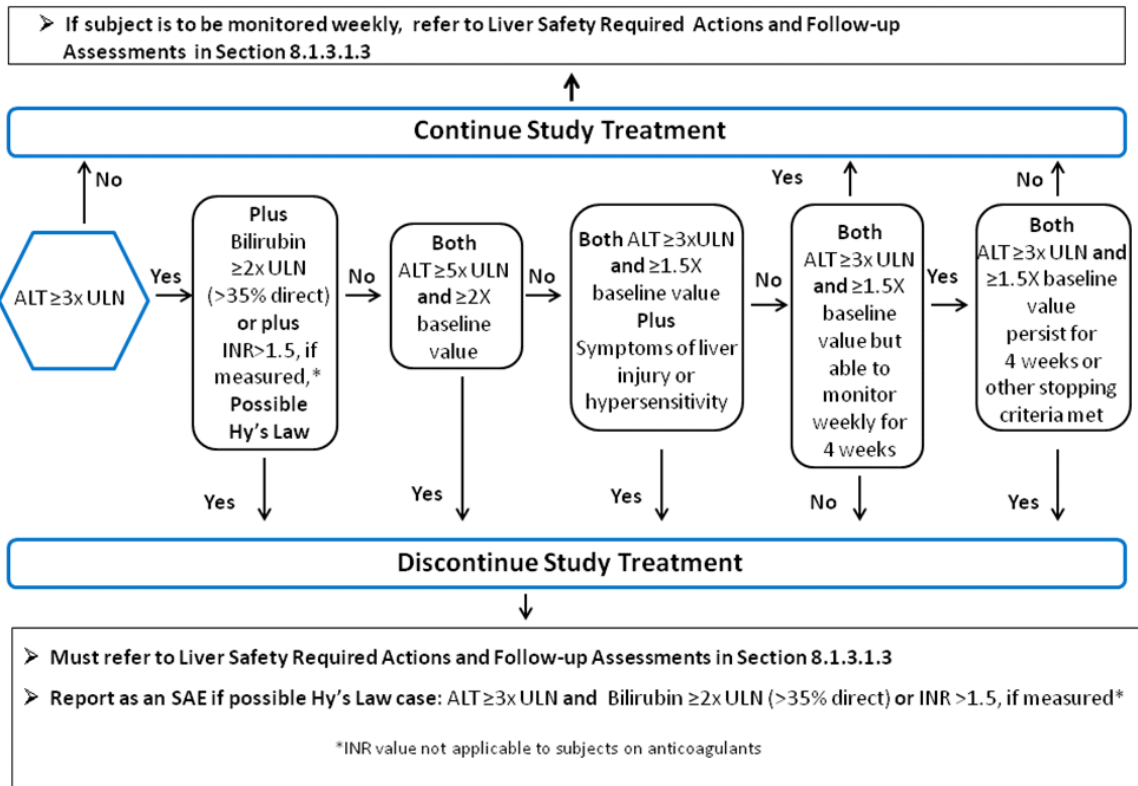 ➢ If subject is to be monitored weekly, refer to Liver Safety Required Actions and Follow-up
Assessments in Section 8.1.3.1.3
Continue Study Treatment
No
Yes
No
ALT≥3x ULN
Yes
Plus
Bilirubin
≥2x ULN
(>35% direct)
or plus
INR>1.5, if
measured,*
Possible
Hy's Law
No
Both
ALT≥5x ULN
and ≥2X
baseline
value
No
Both ALT≥3xULN
and ≥1.5X
baseline value
Plus
Symptoms of liver
injury or
hypersensitivity
No
Both
ALT≥3x ULN
and ≥1.5X
baseline
value but
able to
monitor
weekly for
4 weeks
Yes
Both
ALT≥3x ULN and
≥1.5X baseline
value
persist for
4 weeks or
other stopping
criteria met
Yes
Yes
Yes
No
Yes
Discontinue Study Treatment
➢ Must refer to Liver Safety Required Actions and Follow-up Assessments in Section 8.1.3.1.3
➢ Report as an SAE if possible Hy's Law case: ALT≥3x ULN and Bilirubin ≥2x ULN (>35% direct) or INR >1.5, if measured*
*INR value not applicable to subjects on anticoagulants